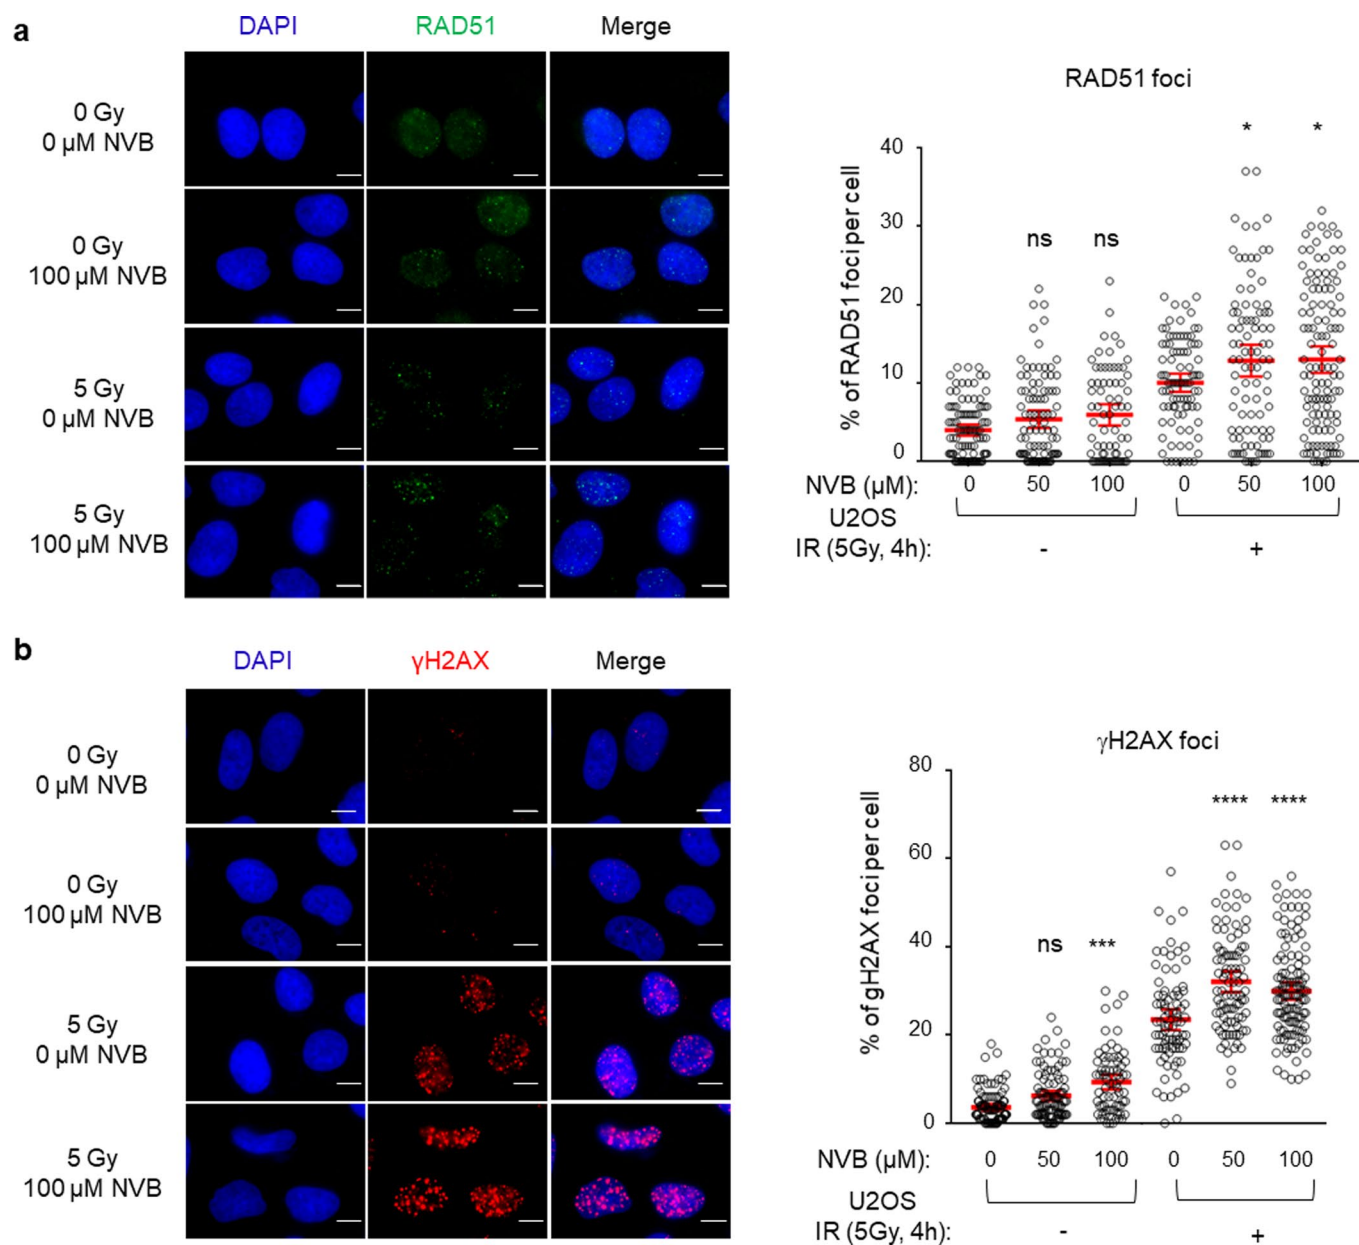 a
DAPI RAD51 Merge
0 Gy
0 µM NVB
0 Gy
100 µM NVB
5 Gy
0 µM NVB
5 Gy
100 µM NVB
RAD51 foci
% of RAD51 foci per cell
40
30
20
10
0
ns ns * *
NVB (µM): 0 50 100 0 50 100
U2OS
IR (5Gy, 4h): - +
b
DAPI γH2AX Merge
0 Gy
0 µM NVB
0 Gy
100 µM NVB
5 Gy
0 µM NVB
5 Gy
100 µM NVB
γH2AX foci
% of gH2AX foci per cell
80
60
40
20
0
ns *** **** ****
NVB (µM): 0 50 100 0 50 100
U2OS
IR (5Gy, 4h): - +